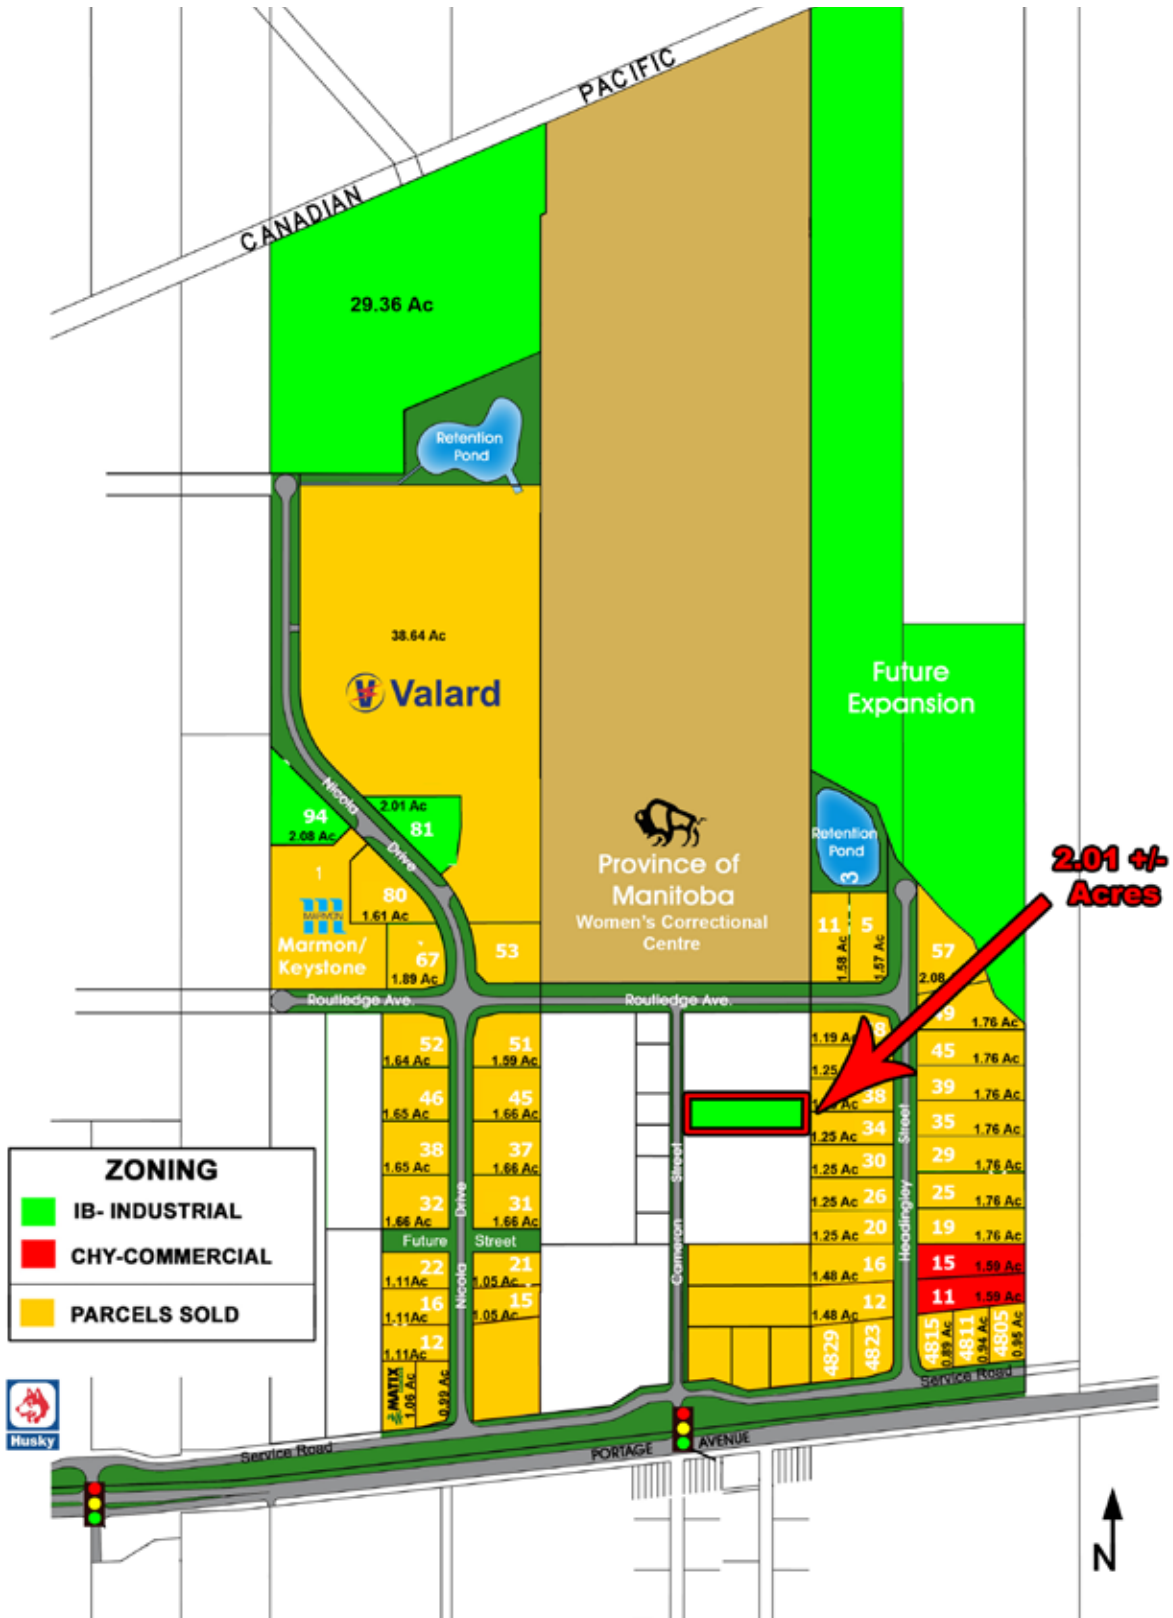 CANADIAN
PACIFIC
29.36 Ac
Retention
Pond
38.64 Ac
Valard
Future
Expansion
Nicola
Drive
94
2.08 Ac
2.01 Ac
81
Province of
Manitoba
Women's Correctional
Centre
Retention
Pond
3
2.01 +/-
Acres
1
MARMON
Marmon/
Keystone
80
1.61 Ac
67
1.89 Ac
53
11
1.58 Ac
5
1.57 Ac
57
2.08
Routledge Ave.
Routledge Ave.
52
1.64 Ac
51
1.59 Ac
46
1.65 Ac
45
1.66 Ac
38
1.65 Ac
37
1.66 Ac
32
1.66 Ac
31
1.66 Ac
Future Street
22
1.11Ac
21
1.05 Ac
16
1.11Ac
15
1.05 Ac
12
1.11Ac
MATIX
1.06 Ac
0.99 Ac
Nicola Drive
Cameron Street
Headingley Street
1.19 Ac
1.25
38
34
1.25 Ac
30
1.25 Ac
26
1.25 Ac
20
1.25 Ac
16
1.48 Ac
12
1.48 Ac
4829
4823
49
1.76 Ac
45
1.76 Ac
39
1.76 Ac
35
1.76 Ac
29
1.76 Ac
25
1.76 Ac
19
1.76 Ac
15
1.59 Ac
11
1.59 Ac
4815
0.89 Ac
4811
0.94 Ac
4805
0.95 Ac
ZONING
IB- INDUSTRIAL
CHY-COMMERCIAL
PARCELS SOLD
Husky
Service Road
Service Road
PORTAGE AVENUE
N